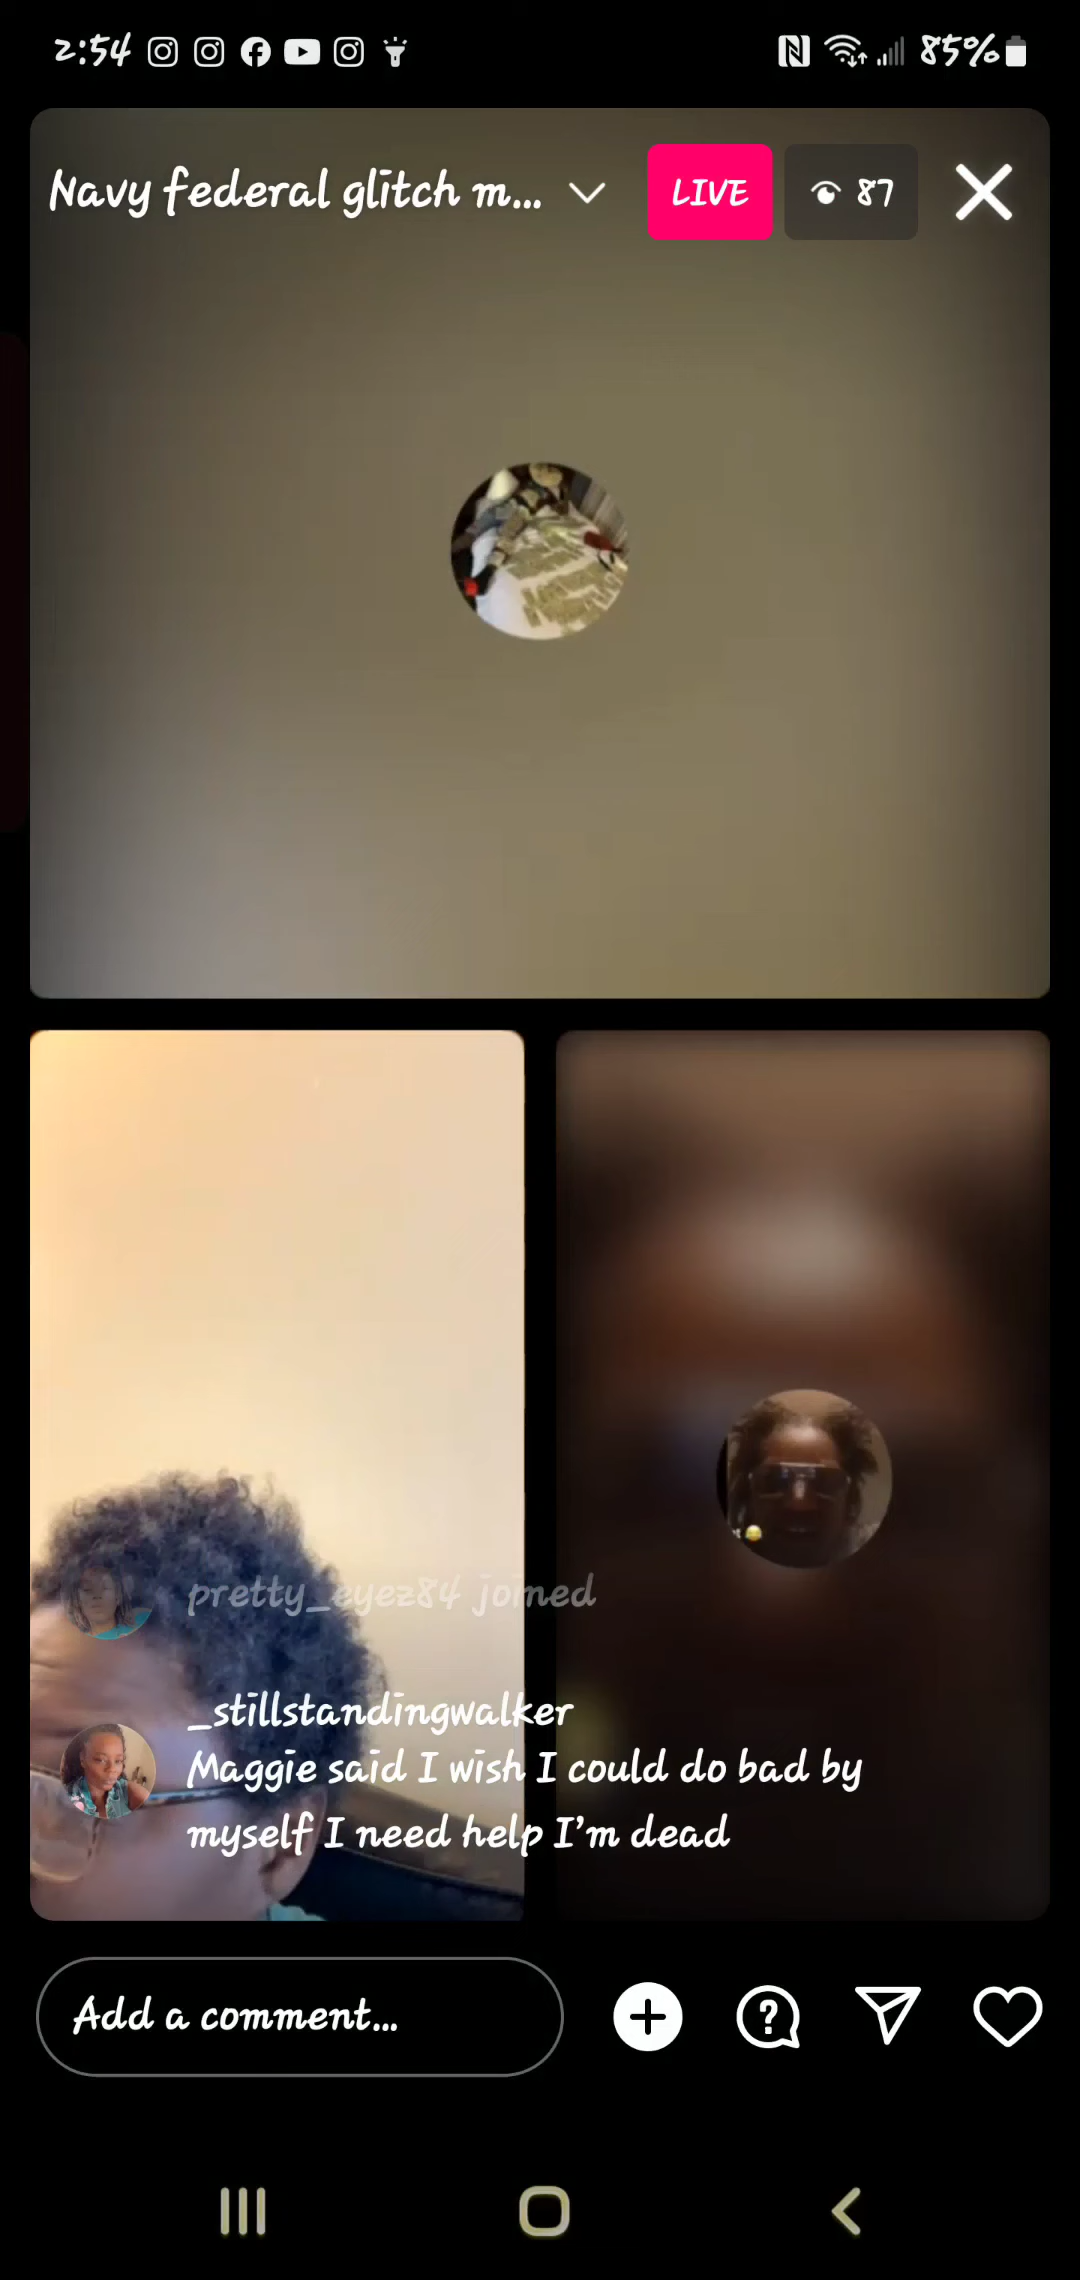 2:54
85%
Navy federal glitch m...
LIVE
87
pretty_eyez84 joined
_stillstandingwalker
Maggie said I wish I could do bad by
myself I need help I'm dead
Add a comment...